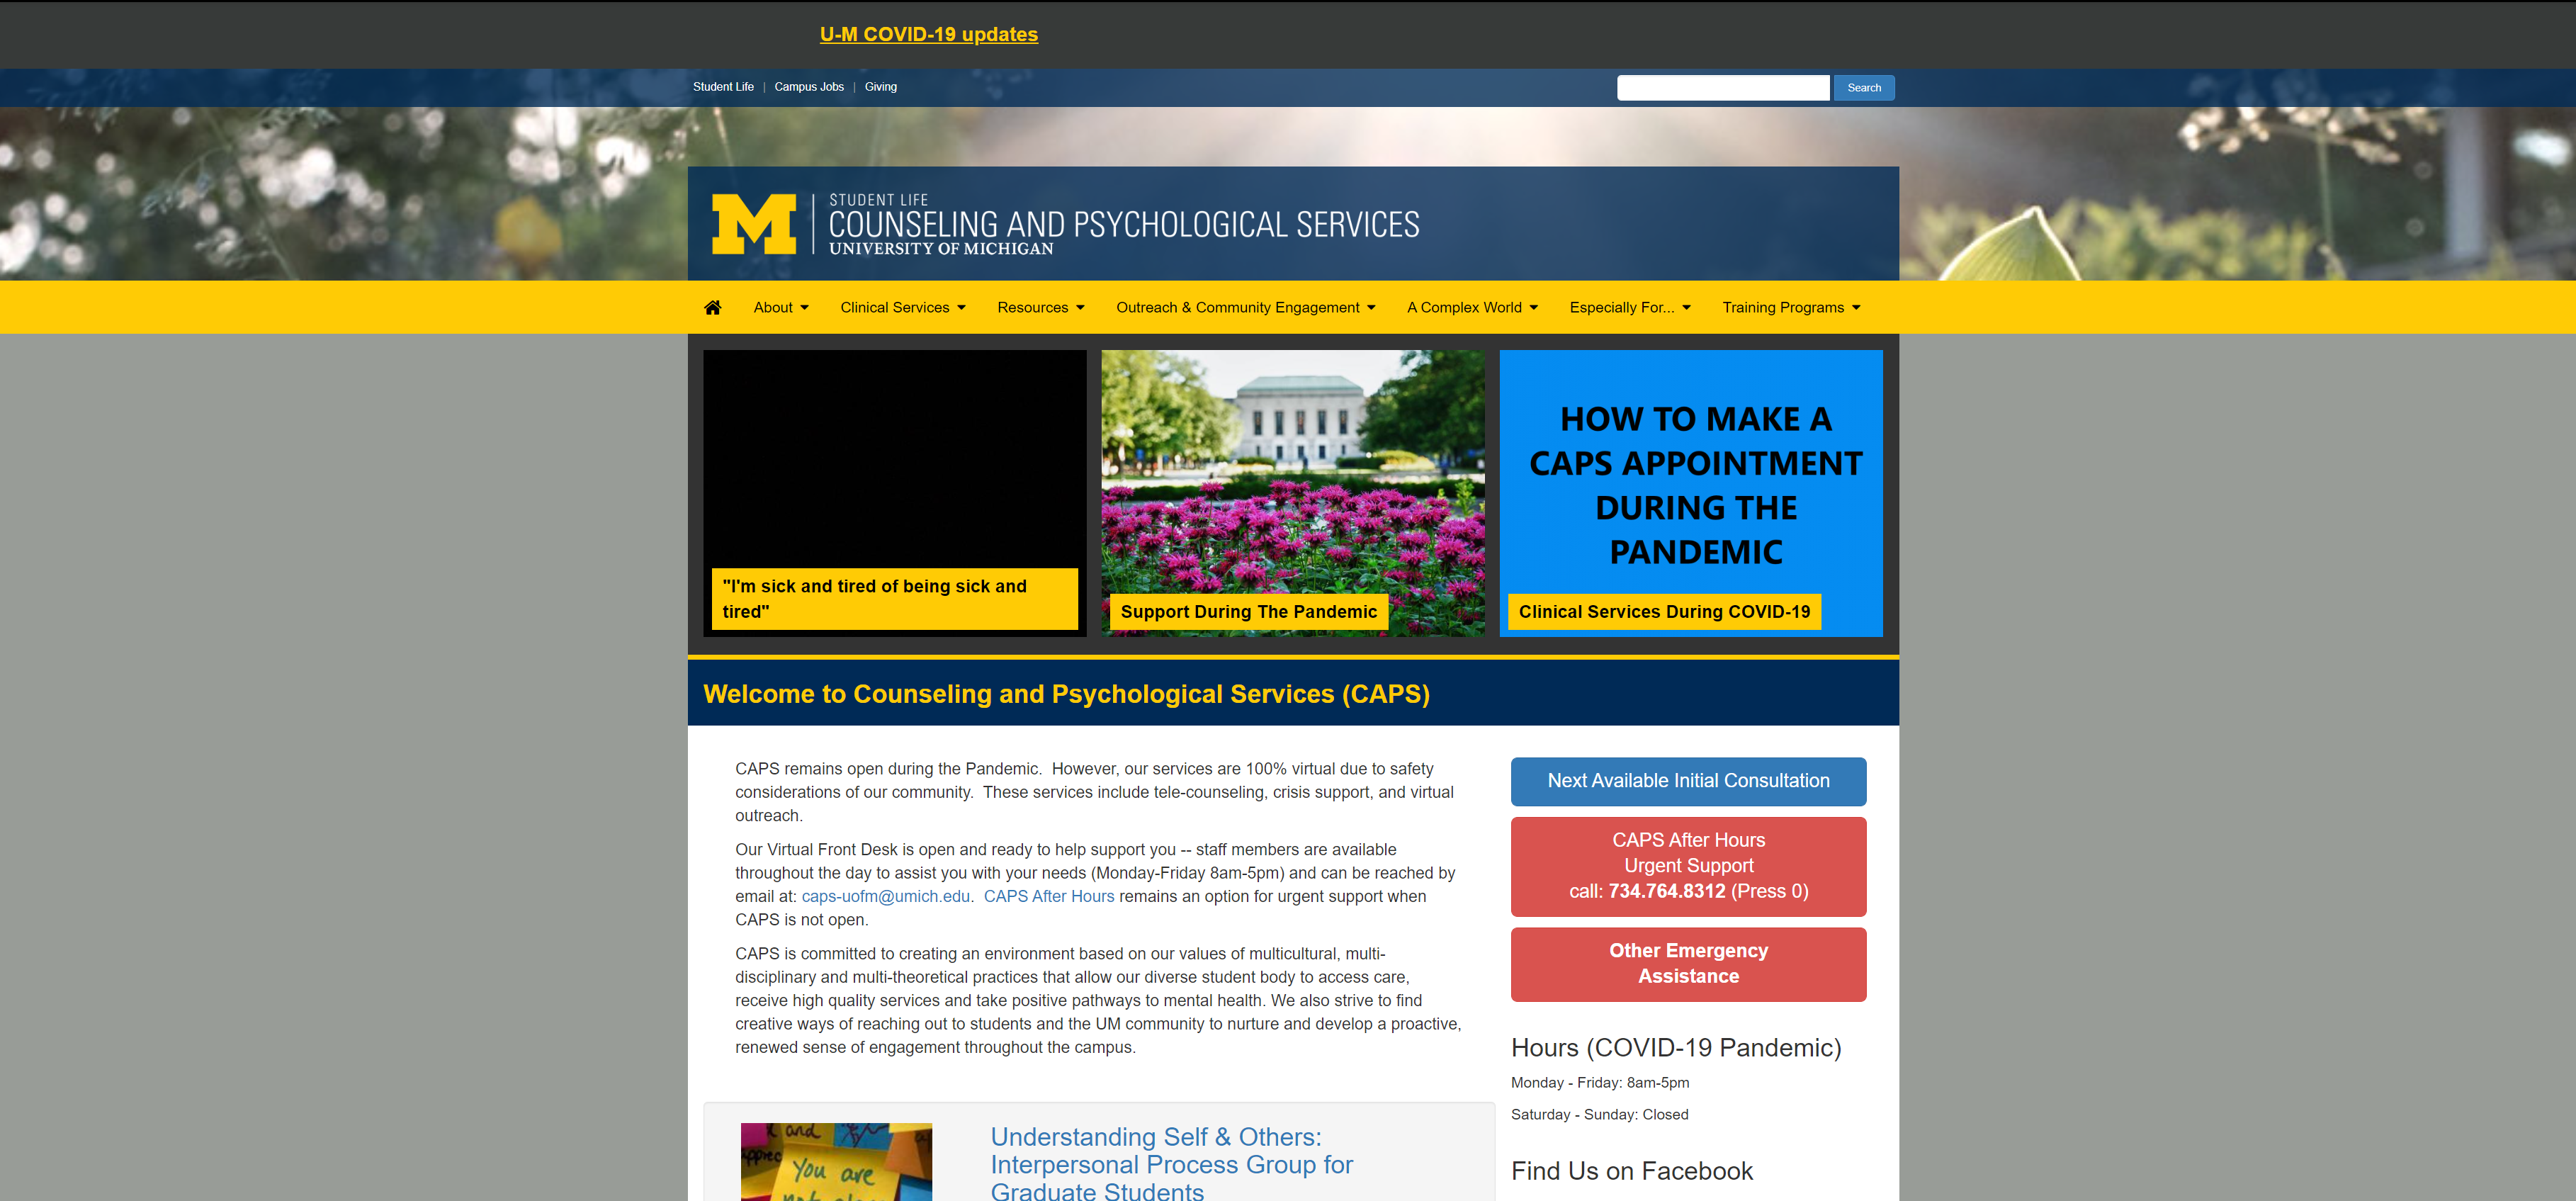 U-M COVID-19 updates
Student Life | Campus Jobs | Giving
Search
M
STUDENT LIFE
COUNSELING AND PSYCHOLOGICAL SERVICES
UNIVERSITY OF MICHIGAN
About
Clinical Services
Resources
Outreach & Community Engagement
A Complex World
Especially For...
Training Programs
"I'm sick and tired of being sick and
tired"
Support During The Pandemic
HOW TO MAKE A
CAPS APPOINTMENT
DURING THE
PANDEMIC
Clinical Services During COVID-19
Welcome to Counseling and Psychological Services (CAPS)
CAPS remains open during the Pandemic.  However, our services are 100% virtual due to safety
considerations of our community.  These services include tele-counseling, crisis support, and virtual
outreach.
Our Virtual Front Desk is open and ready to help support you -- staff members are available
throughout the day to assist you with your needs (Monday-Friday 8am-5pm) and can be reached by
email at: caps-uofm@umich.edu.  CAPS After Hours remains an option for urgent support when
CAPS is not open.
CAPS is committed to creating an environment based on our values of multicultural, multi-
disciplinary and multi-theoretical practices that allow our diverse student body to access care,
receive high quality services and take positive pathways to mental health. We also strive to find
creative ways of reaching out to students and the UM community to nurture and develop a proactive,
renewed sense of engagement throughout the campus.
Next Available Initial Consultation
CAPS After Hours
Urgent Support
call: 734.764.8312 (Press 0)
Other Emergency
Assistance
Hours (COVID-19 Pandemic)
Monday - Friday: 8am-5pm
Saturday - Sunday: Closed
Find Us on Facebook
and
You are
Understanding Self & Others:
Interpersonal Process Group for
Graduate Students